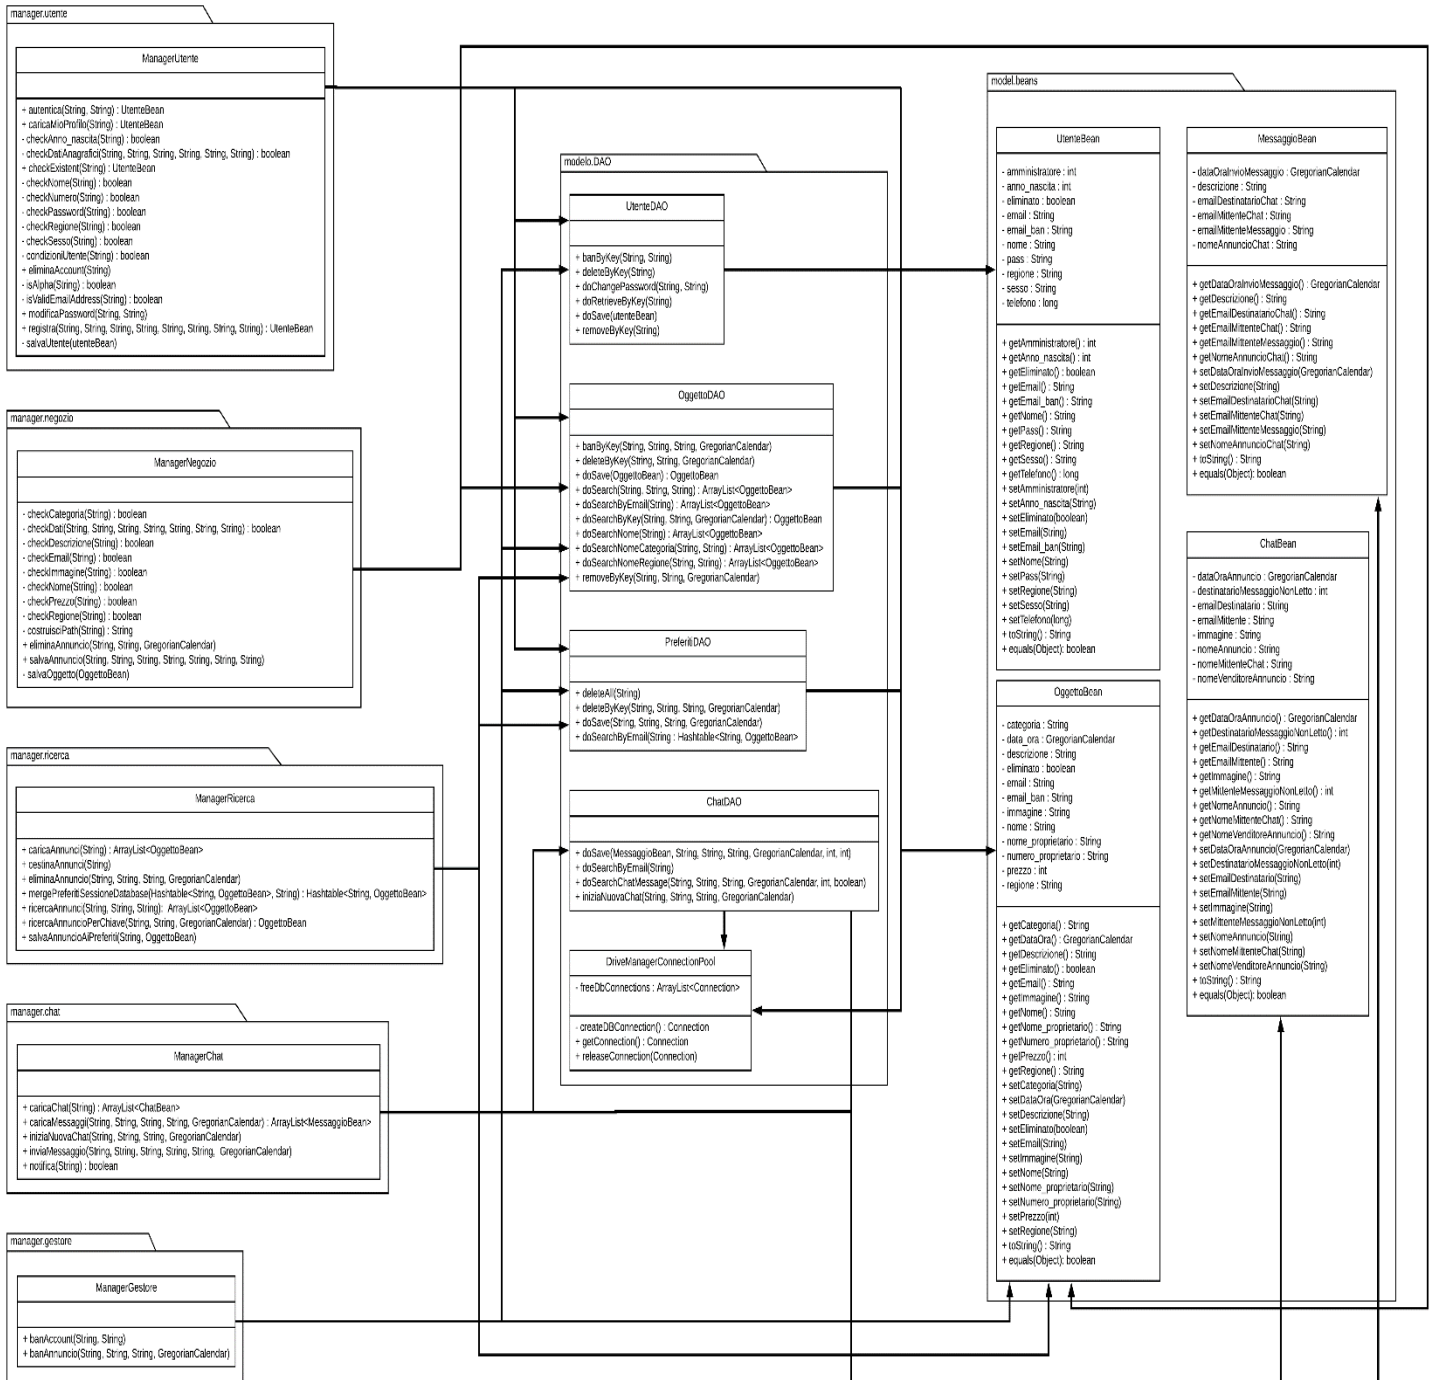 manager.utente
ManagerUtente
+ autentica(String, String) : UtenteBean
+ caricaMioProfilo(String) : UtenteBean
- checkAnno_nascita(String) : boolean
- checkDatiAnagrafici(String, String, String, String, String, String) : boolean
+ checkExistent(String) : UtenteBean
- checkNome(String) : boolean
- checkNumero(String) : boolean
- checkPassword(String) : boolean
- checkRegione(String) : boolean
- checkSesso(String) : boolean
- condizioniUtente(String) : boolean
+ eliminaAccount(String)
- isAlpha(String) : boolean
- isValidEmailAddress(String) : boolean
+ modificaPassword(String, String)
+ registra(String, String, String, String, String, String, String, String) : UtenteBean
- salvaUtente(utenteBean)
manager.negozio
ManagerNegozio
- checkCategoria(String) : boolean
- checkDati(String, String, String, String, String, String, String) : boolean
- checkDescrizione(String) : boolean
- checkEmail(String) : boolean
- checkImmagine(String) : boolean
- checkNome(String) : boolean
- checkPrezzo(String) : boolean
- checkRegione(String) : boolean
- costruisciPath(String) : String
+ eliminaAnnuncio(String, String, GregorianCalendar)
+ salvaAnnuncio(String, String, String, String, String, String, String)
- salvaOggetto(OggettoBean)
manager.ricerca
ManagerRicerca
+ caricaAnnunci(String) : ArrayList<OggettoBean>
+ cestinaAnnunci(String)
+ eliminaAnnuncio(String, String, String, GregorianCalendar)
+ mergePreferitiSessioneDatabase(Hashtable<String, OggettoBean>, String) : Hashtable<String, OggettoBean>
+ ricercaAnnunci(String, String, String): ArrayList<OggettoBean>
+ ricercaAnnuncioPerChiave(String, String, GregorianCalendar) : OggettoBean
+ salvaAnnuncioAiPreferiti(String, OggettoBean)
manager.chat
ManagerChat
+ caricaChat(String) : ArrayList<ChatBean>
+ caricaMessaggi(String, String, String, String, GregorianCalendar) : ArrayList<MessaggioBean>
+ iniziaNuovaChat(String, String, String, GregorianCalendar)
+ inviaMessaggio(String, String, String, String, String, GregorianCalendar)
+ notifica(String) : boolean
manager.gestore
ManagerGestore
+ banAccount(String, String)
+ banAnnuncio(String, String, String, GregorianCalendar)
modelo.DAO
UtenteDAO
+ banByKey(String, String)
+ deleteByKey(String)
+ doChangePassword(String, String)
+ doRetrieveByKey(String)
+ doSave(utenteBean)
+ removeByKey(String)
OggettoDAO
+ banByKey(String, String, String, GregorianCalendar)
+ deleteByKey(String, String, GregorianCalendar)
+ doSave(OggettoBean) : OggettoBean
+ doSearch(String, String, String) : ArrayList<OggettoBean>
+ doSearchByEmail(String) : ArrayList<OggettoBean>
+ doSearchByKey(String, String, GregorianCalendar) : OggettoBean
+ doSearchNome(String) : ArrayList<OggettoBean>
+ doSearchNomeCategoria(String, String) : ArrayList<OggettoBean>
+ doSearchNomeRegione(String, String) : ArrayList<OggettoBean>
+ removeByKey(String, String, GregorianCalendar)
PreferitiDAO
+ deleteAll(String)
+ deleteByKey(String, String, String, GregorianCalendar)
+ doSave(String, String, String, GregorianCalendar)
+ doSearchByEmail(String : Hashtable<String, OggettoBean>
ChatDAO
+ doSave(MessaggioBean, String, String, String, GregorianCalendar, int, int)
+ doSearchByEmail(String)
+ doSearchChatMessage(String, String, String, GregorianCalendar, int, boolean)
+ iniziaNuovaChat(String, String, String, GregorianCalendar)
DriveManagerConnectionPool
- freeDbConnections : ArrayList<Connection>
- createDBConnection() : Connection
+ getConnection() : Connection
+ releaseConnection(Connection)
model.beans
UtenteBean
- amministratore : int
- anno_nascita : int
- eliminato : boolean
- email : String
- email_ban : String
- nome : String
- pass : String
- regione : String
- sesso : String
- telefono : long
+ getAmministratore() : int
+ getAnno_nascita() : int
+ getEliminato() : boolean
+ getEmail() : String
+ getEmail_ban() : String
+ getNome() : String
+ getPass() : String
+ getRegione() : String
+ getSesso() : String
+ getTelefono() : long
+ setAmministratore(int)
+ setAnno_nascita(String)
+ setEliminato(boolean)
+ setEmail(String)
+ setEmail_ban(String)
+ setNome(String)
+ setPass(String)
+ setRegione(String)
+ setSesso(String)
+ setTelefono(long)
+ toString() : String
+ equals(Object): boolean
OggettoBean
- categoria : String
- data_ora : GregorianCalendar
- descrizione : String
- eliminato : boolean
- email : String
- email_ban : String
- immagine : String
- nome : String
- nome_proprietario : String
- numero_proprietario : String
- prezzo : int
- regione : String
+ getCategoria() : String
+ getDataOra() : GregorianCalendar
+ getDescrizione() : String
+ getEliminato() : boolean
+ getEmail() : String
+ getImmagine() : String
+ getNome() : String
+ getNome_proprietario() : String
+ getNumero_proprietario() : String
+ getPrezzo() : int
+ getRegione() : String
+ setCategoria(String)
+ setDataOra(GregorianCalendar)
+ setDescrizione(String)
+ setEliminato(boolean)
+ setEmail(String)
+ setImmagine(String)
+ setNome(String)
+ setNome_proprietario(String)
+ setNumero_proprietario(String)
+ setPrezzo(int)
+ setRegione(String)
+ toString() : String
+ equals(Object): boolean
MessaggioBean
- dataOraInvioMessaggio : GregorianCalendar
- descrizione : String
- emailDestinatarioChat : String
- emailMittenteChat : String
- emailMittenteMessaggio : String
- nomeAnnuncioChat : String
+ getDataOraInvioMessaggio() : GregorianCalendar
+ getDescrizione() : String
+ getEmailDestinatarioChat() : String
+ getEmailMittenteChat() : String
+ getEmailMittenteMessaggio() : String
+ getNomeAnnuncioChat() : String
+ setDataOraInvioMessaggio(GregorianCalendar)
+ setDescrizione(String)
+ setEmailDestinatarioChat(String)
+ setEmailMittenteChat(String)
+ setEmailMittenteMessaggio(String)
+ setNomeAnnuncioChat(String)
+ toString() : String
+ equals(Object): boolean
ChatBean
- dataOraAnnuncio : GregorianCalendar
- destinatarioMessaggioNonLetto : int
- emailDestinatario : String
- emailMittente : String
- immagine : String
- nomeAnnuncio : String
- nomeMittenteChat : String
- nomeVenditoreAnnuncio : String
+ getDataOraAnnuncio() : GregorianCalendar
+ getDestinatarioMessaggioNonLetto() : int
+ getEmailDestinatario() : String
+ getEmailMittente() : String
+ getImmagine() : String
+ getMittenteMessaggioNonLetto() : int
+ getNomeAnnuncio() : String
+ getNomeMittenteChat() : String
+ getNomeVenditoreAnnuncio() : String
+ setDataOraAnnuncio(GregorianCalendar)
+ setDestinatarioMessaggioNonLetto(int)
+ setEmailDestinatario(String)
+ setEmailMittente(String)
+ setImmagine(String)
+ setMittenteMessaggioNonLetto(int)
+ setNomeAnnuncio(String)
+ setNomeMittenteChat(String)
+ setNomeVenditoreAnnuncio(String)
+ toString() : String
+ equals(Object): boolean